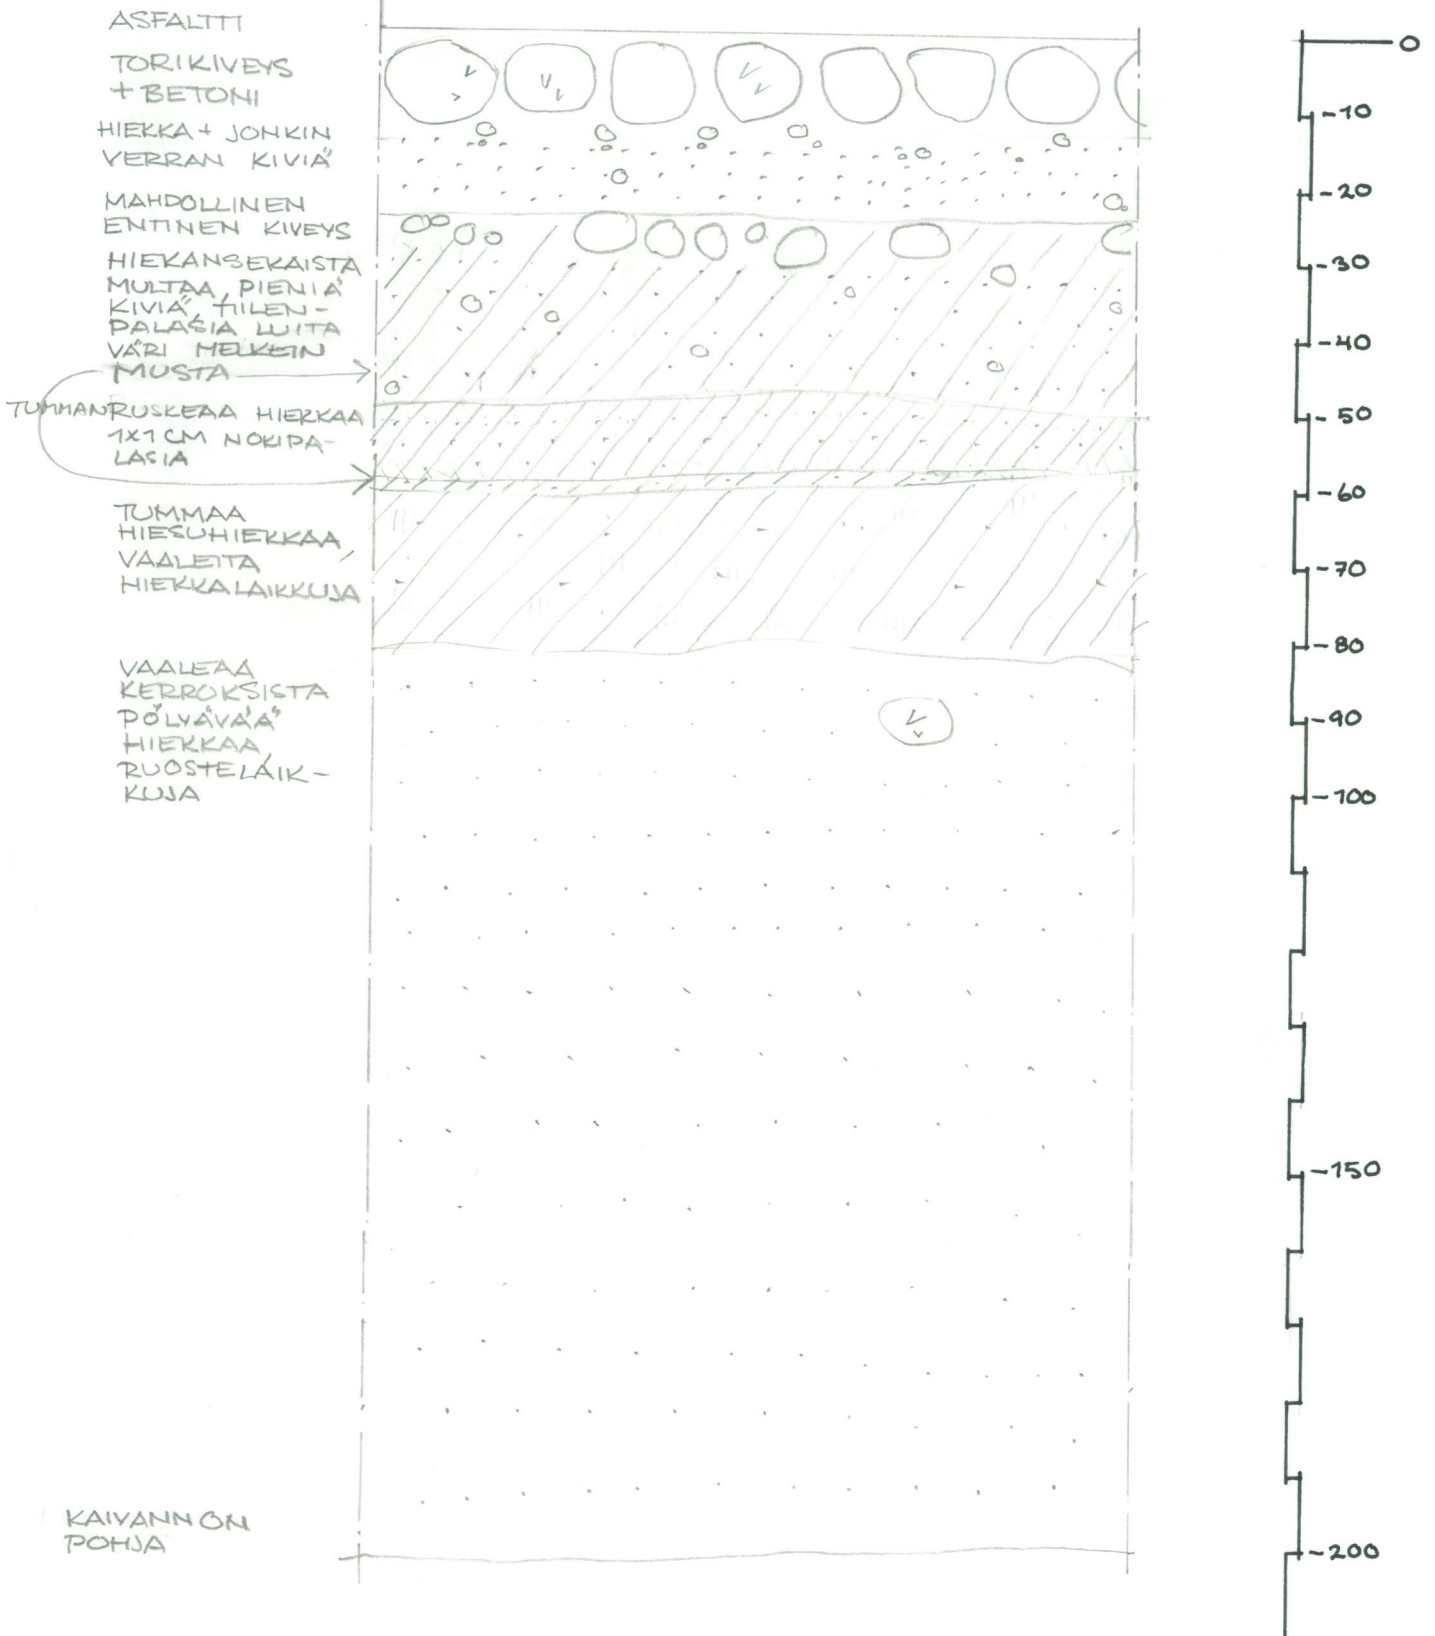 ASFALTTI
TORIKIVEYS
+ BETONI
HIEKKA + JONKIN
VERRAN KIVIÄ
MAHDOLLINEN
ENTINEN KIVEYS
HIEKANSEKAISTA
MULTAA, PIENIÄ
KIVIÄ, TIILEN-
PALASIA LUITA
VÄRI MELKEIN
MUSTA
TUMMANRUSKEAA HIEKKAA
1X1 CM NOKIPA-
LASIA
TUMMAA
HIESUHIEKKAA,
VAALEITA
HIEKKALAIKKUJA
VAALEAA
KERROKSISTA
PÖLYÄVÄÄ
HIEKKAA,
RUOSTELAIK-
KUJA
KAIVANNON
POHJA
0
-10
-20
-30
-40
-50
-60
-70
-80
-90
-100
-150
-200